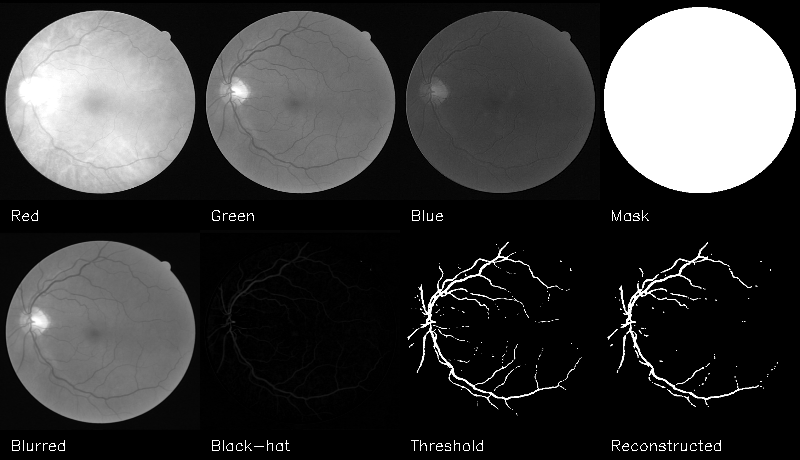 Red
Green
Blue
Mask
Blurred
Black-hat
Threshold
Reconstructed